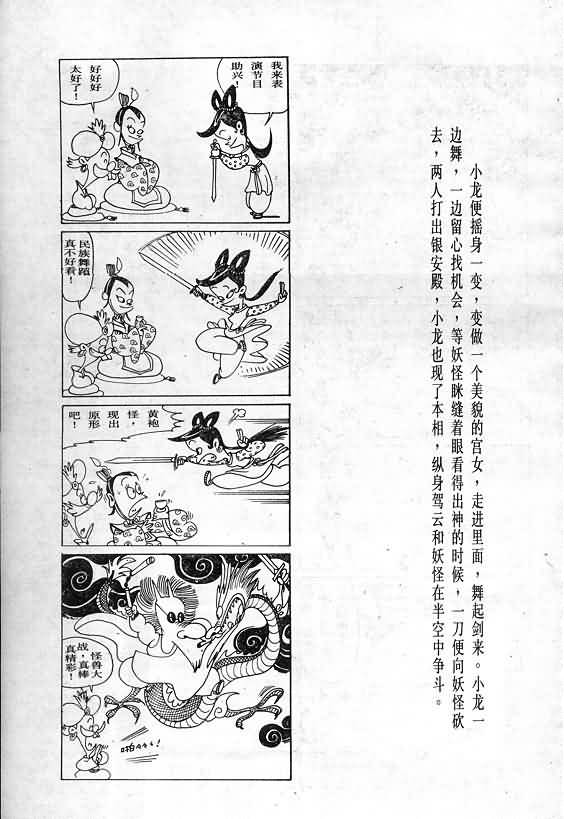 小龙便摇身一变，变做一个美貌的宫女，走进里面，舞起剑来。小龙一
边舞，一边留心找机会，等妖怪眯缝着眼看得出神的时候，一刀便向妖怪砍
去，两人打出银安殿，小龙也现了本相，纵身驾云和妖怪在半空中争斗。
我来表
演节目
助兴！
好好好
太好了！
民族舞蹈
真不好看！
黄袍
怪，
现出
原形
吧！
怪兽大
战，真棒
真精彩！
啪